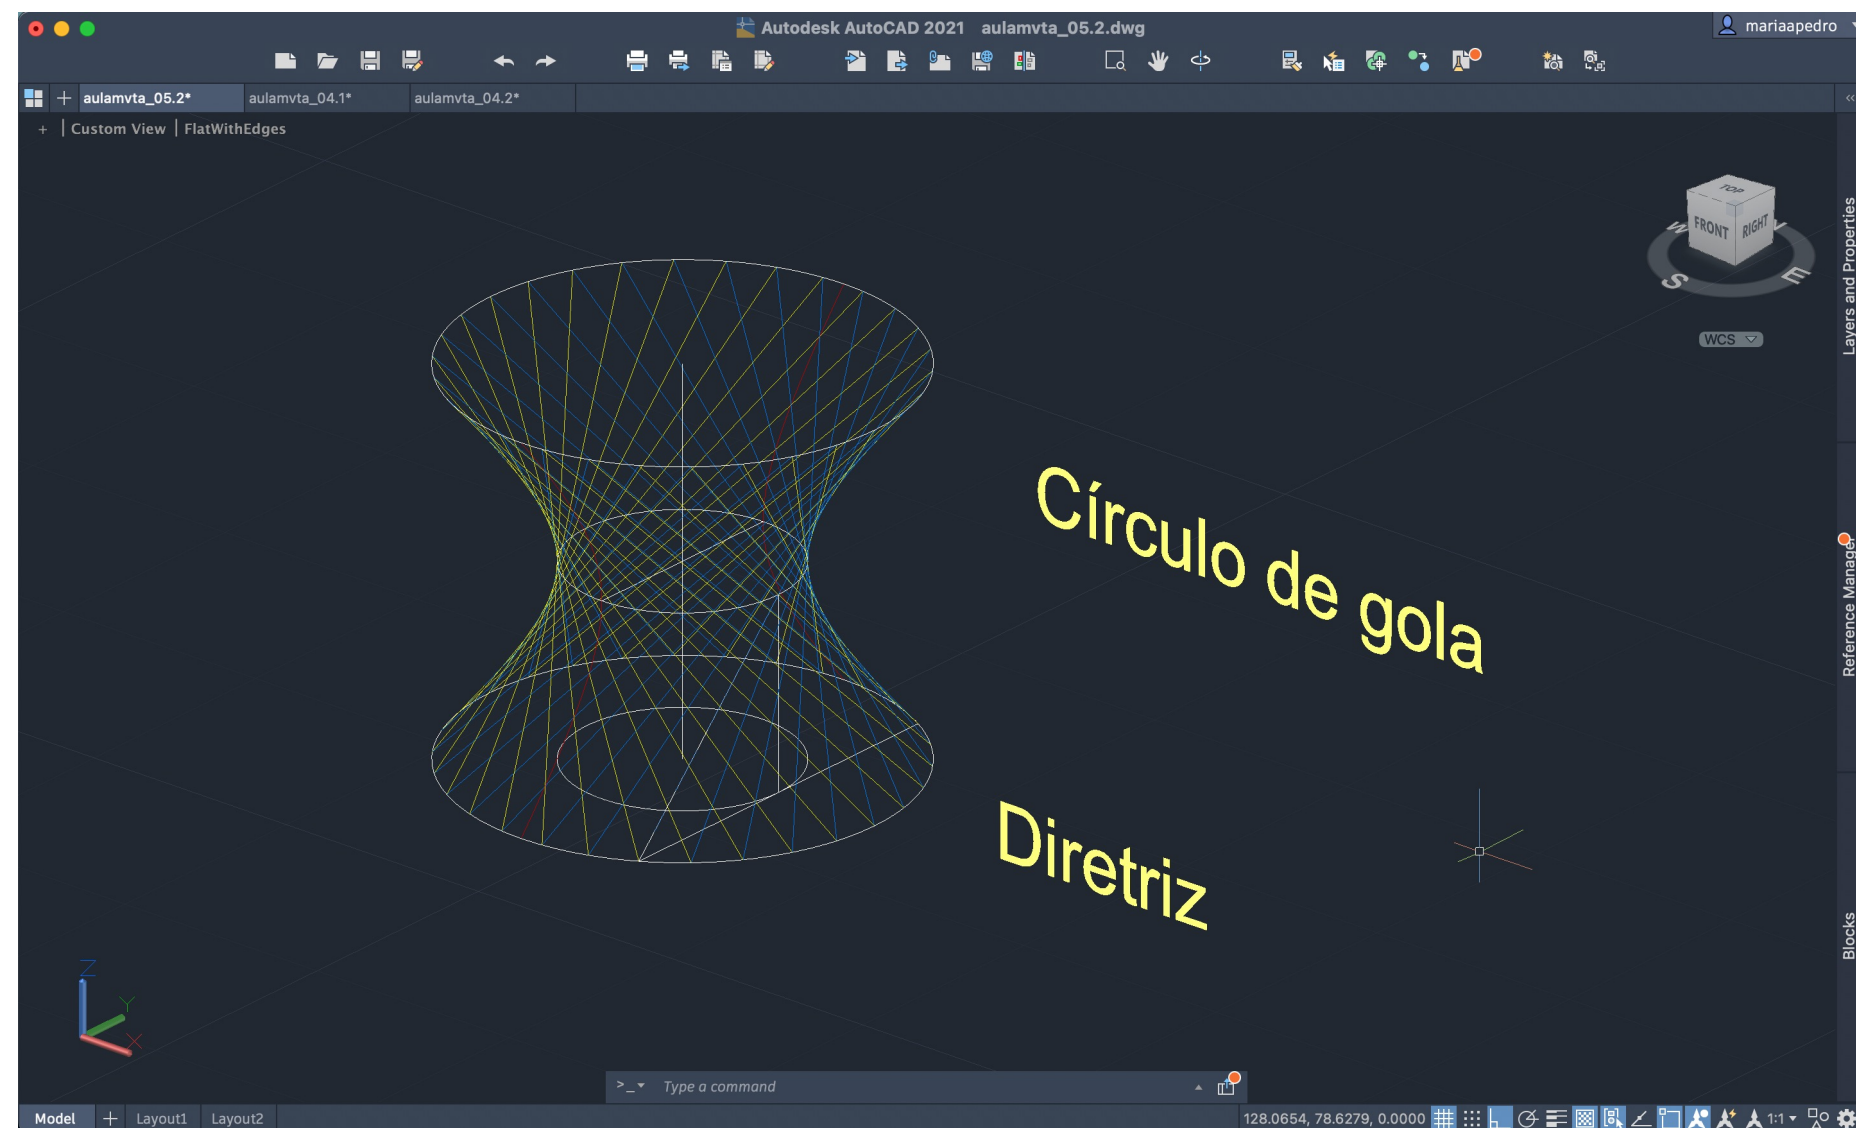 Autodesk AutoCAD 2021 aulamvta_05.2.dwg
mariaapedro
aulamvta_05.2*
aulamvta_04.1*
aulamvta_04.2*
+ | Custom View | FlatWithEdges
TOP
FRONT
RIGHT
W
S
E
WCS
Layers and Properties
Círculo de gola
Reference Manager
Diretriz
Blocks
Z
Y
X
>_ Type a command
Model
Layout1
Layout2
128.0654, 78.6279, 0.0000
1:1